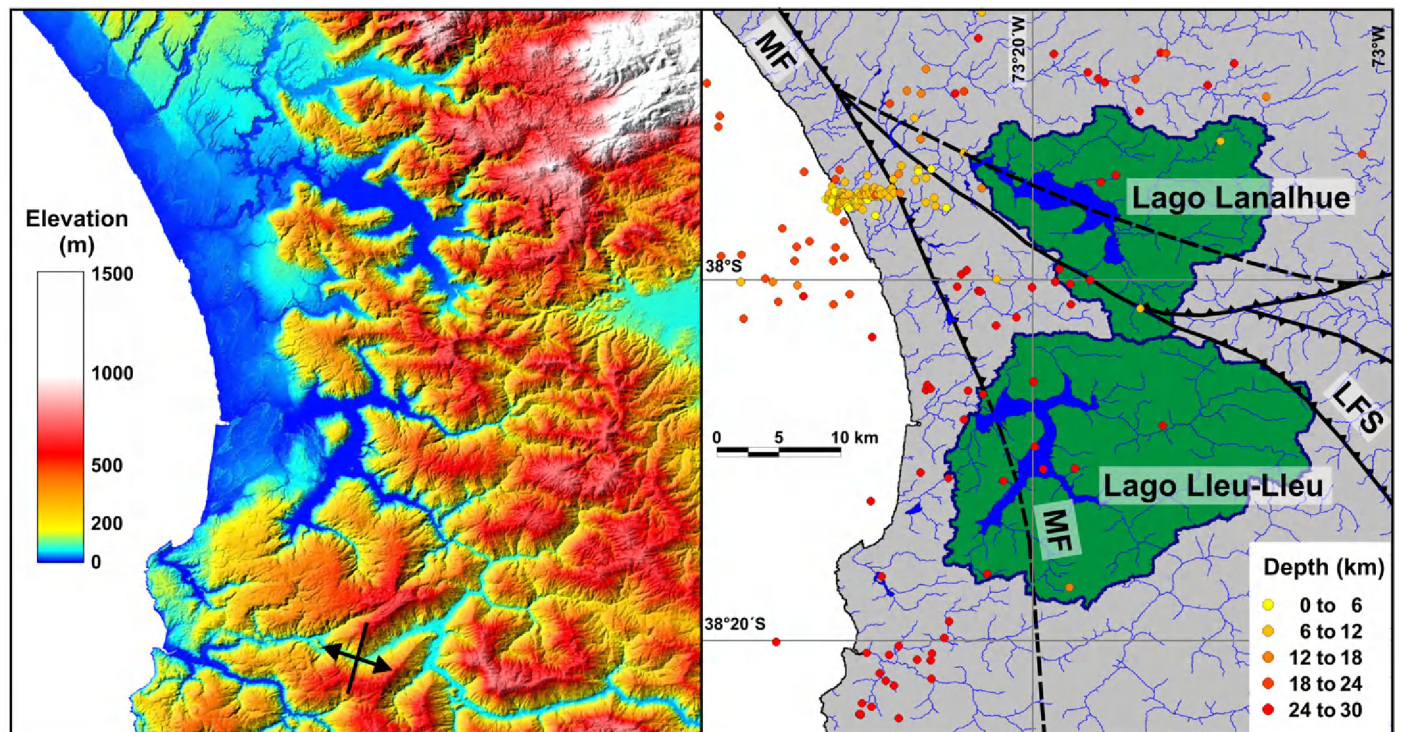 Elevation
(m)
1500
1000
500
200
0
MF
73°20´W
73°W
Lago Lanalhue
38°S
LFS
0 5 10 km
Lago Lleu-Lleu
MF
38°20´S
Depth (km)
0 to 6
6 to 12
12 to 18
18 to 24
24 to 30